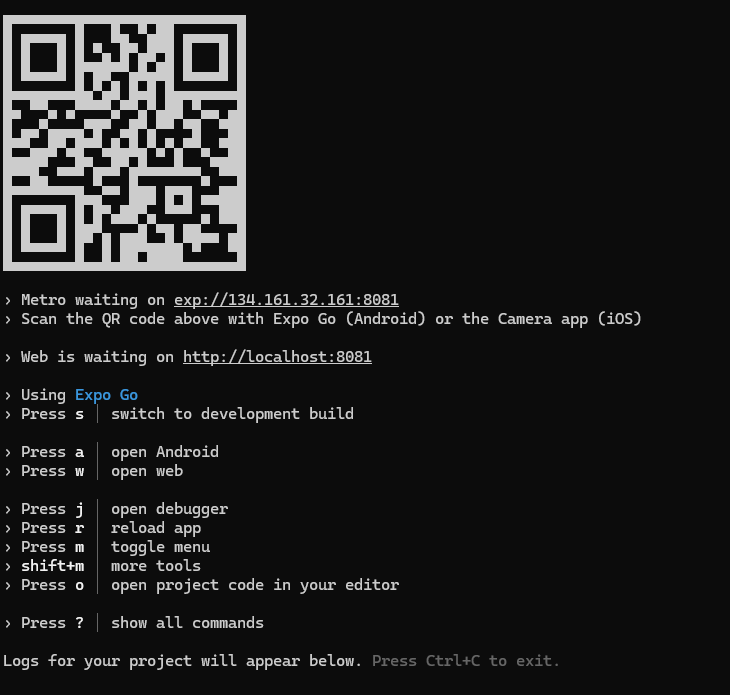 › Metro waiting on exp://134.161.32.161:8081
› Scan the QR code above with Expo Go (Android) or the Camera app (iOS)
› Web is waiting on http://localhost:8081
› Using Expo Go
› Press s │ switch to development build
› Press a │ open Android
› Press w │ open web
› Press j │ open debugger
› Press r │ reload app
› Press m │ toggle menu
› shift+m │ more tools
› Press o │ open project code in your editor
› Press ? │ show all commands
Logs for your project will appear below. Press Ctrl+C to exit.